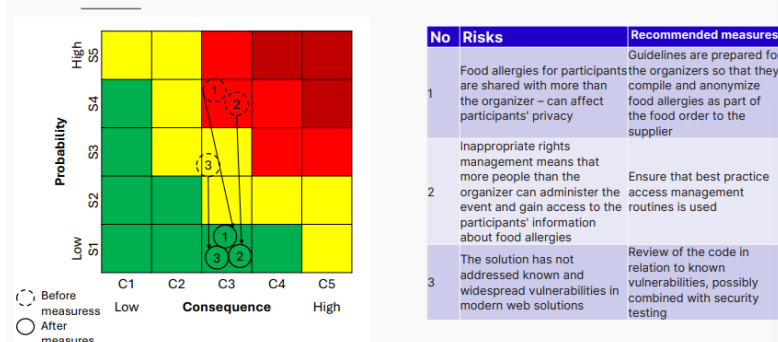 High
S5
S4
Probability
S3
S2
Low
S1
1
2
3
1
3
2
C1
C2
C3
C4
C5
Low
Consequence
High
Before
measuress
After
measures
No
Risks
Recommended measures
1
Food allergies for participants
are shared with more than
the organizer – can affect
participants' privacy
Guidelines are prepared for
the organizers so that they
compile and anonymize
food allergies as part of
the food order to the
supplier
2
Inappropriate rights
management means that
more people than the
organizer can administer the
event and gain access to the
participants' information
about food allergies
Ensure that best practice
access management
routines is used
3
The solution has not
addressed known and
widespread vulnerabilities in
modern web solutions
Review of the code in
relation to known
vulnerabilities, possibly
combined with security
testing